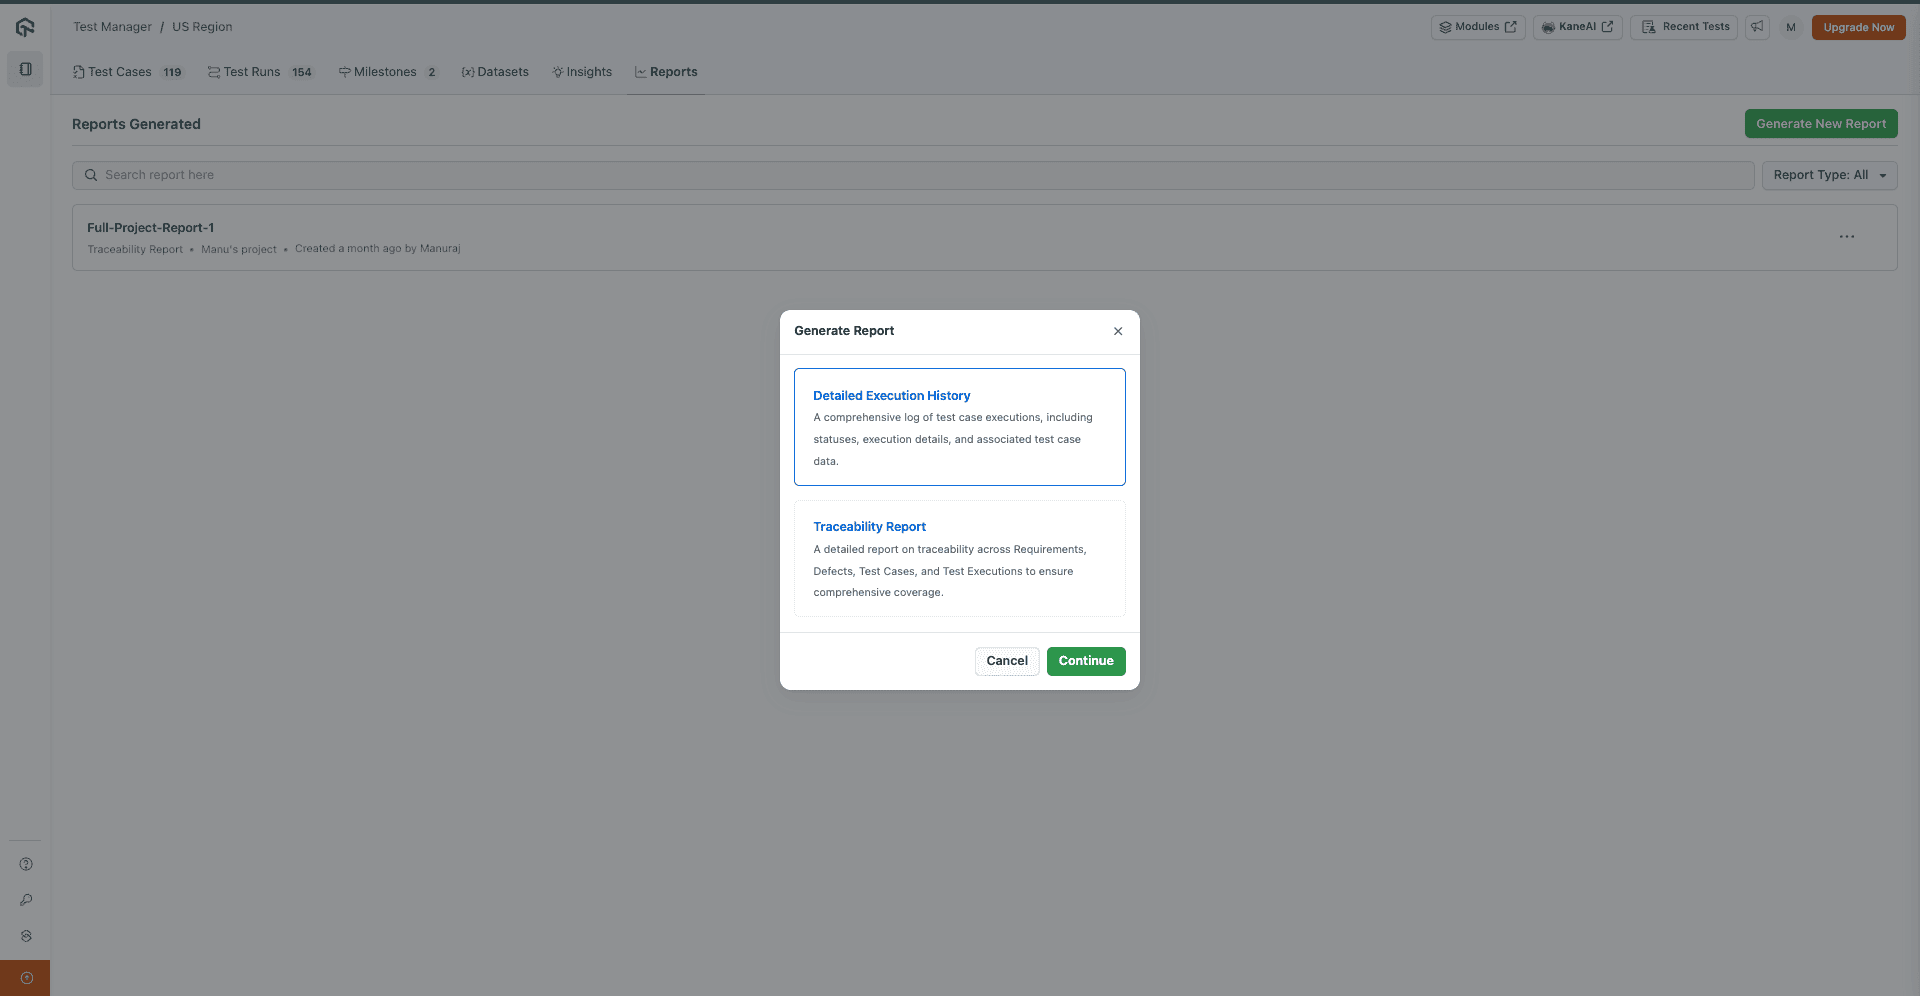 Test Manager / US Region
Modules
KaneAI
Recent Tests
M
Upgrade Now
Test Cases 119
Test Runs 154
Milestones 2
{x} Datasets
Insights
Reports
Reports Generated
Generate New Report
Search report here
Report Type: All
Full-Project-Report-1
Traceability Report • Manu's project • Created a month ago by Manuraj
Generate Report
Detailed Execution History
A comprehensive log of test case executions, including
statuses, execution details, and associated test case
data.
Traceability Report
A detailed report on traceability across Requirements,
Defects, Test Cases, and Test Executions to ensure
comprehensive coverage.
Cancel
Continue